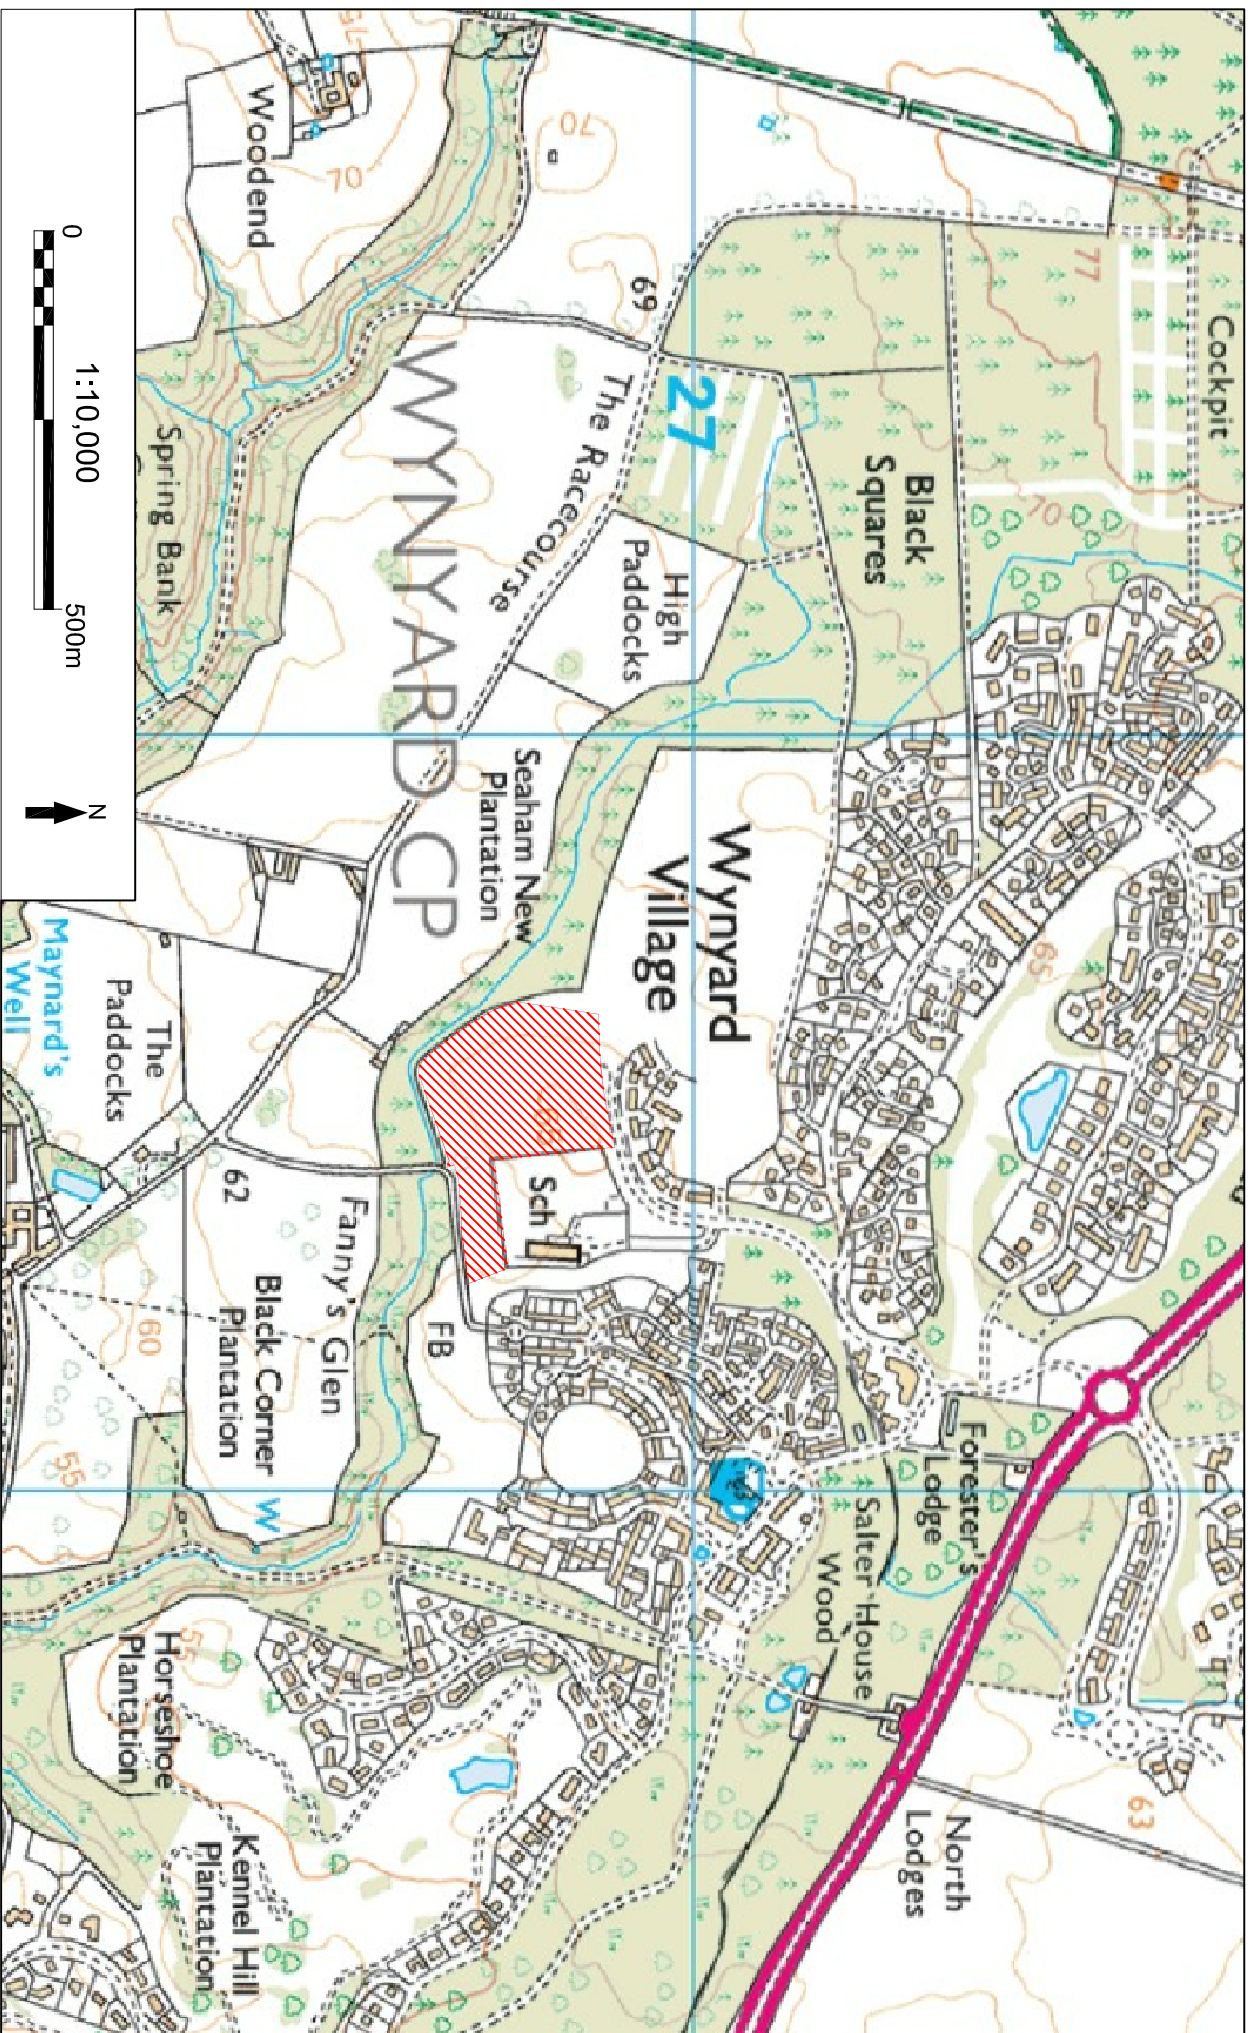 Cockpit
77
70
Black
Squares
69
27
The Racecourse
High
Paddocks
70
70
75
Woodend
WYNYARD CP
Spring Bank
Seaham New
Plantation
Wynyard
Village
65
65
Sch
Maynard's
Well
The
Paddocks
62
Fanny's Glen
FB
Black Corner
Plantation
W
60
55
55
Forester's
Lodge
Salter House
Wood
North
Lodges
63
Horseshoe
Plantation
Kennel Hill
Plantation
0
500m
1:10,000
N